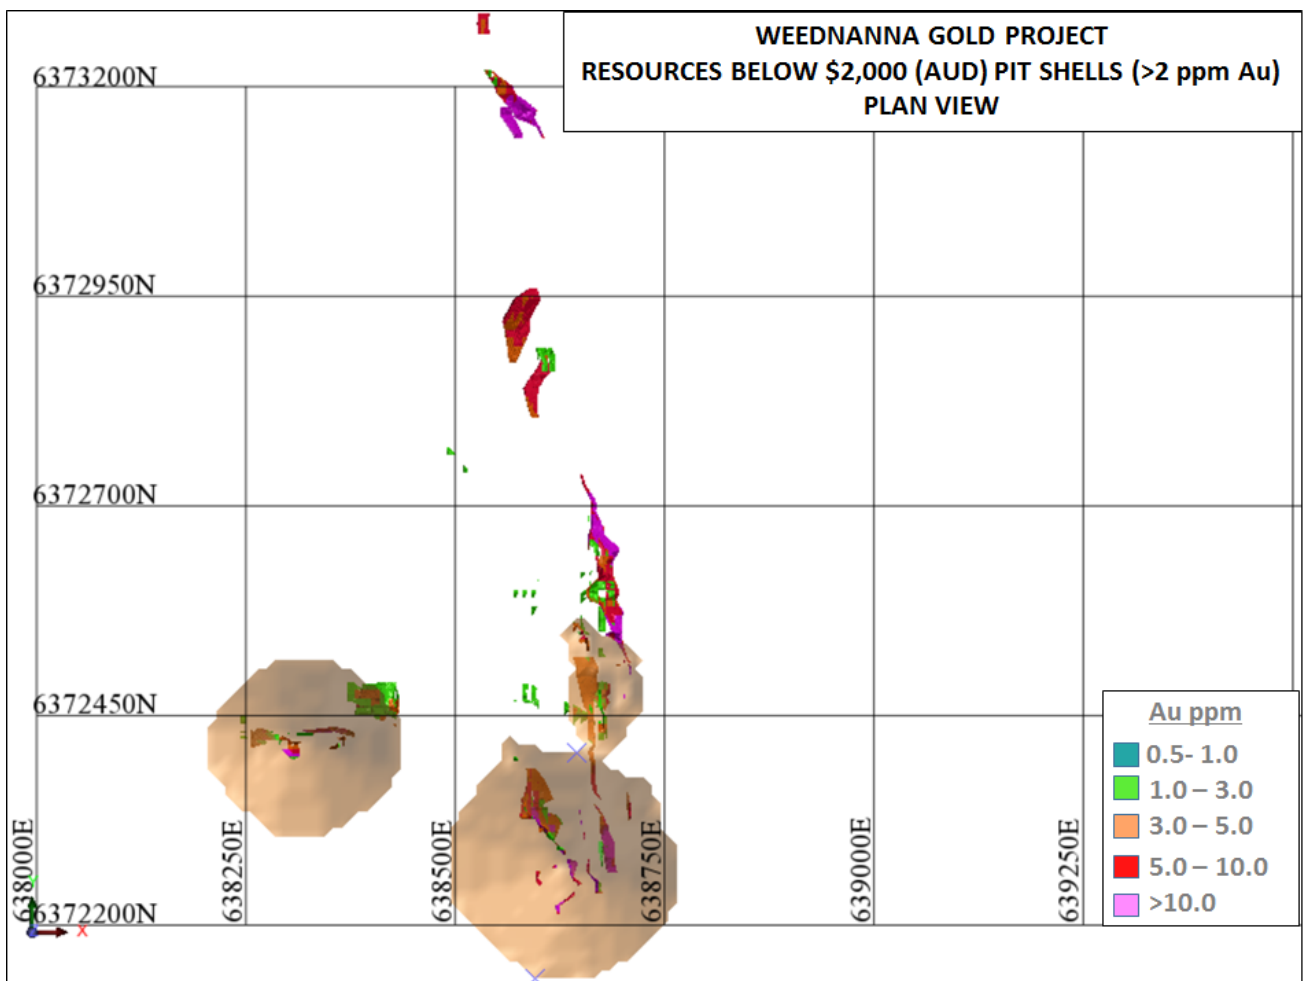 WEEDNANNA GOLD PROJECT
RESOURCES BELOW $2,000 (AUD) PIT SHELLS (>2 ppm Au)
PLAN VIEW
6373200N
6372950N
6372700N
6372450N
6372200N
638000E
638250E
638500E
638750E
639000E
639250E
X
Au ppm
0.5- 1.0
1.0 – 3.0
3.0 – 5.0
5.0 – 10.0
>10.0